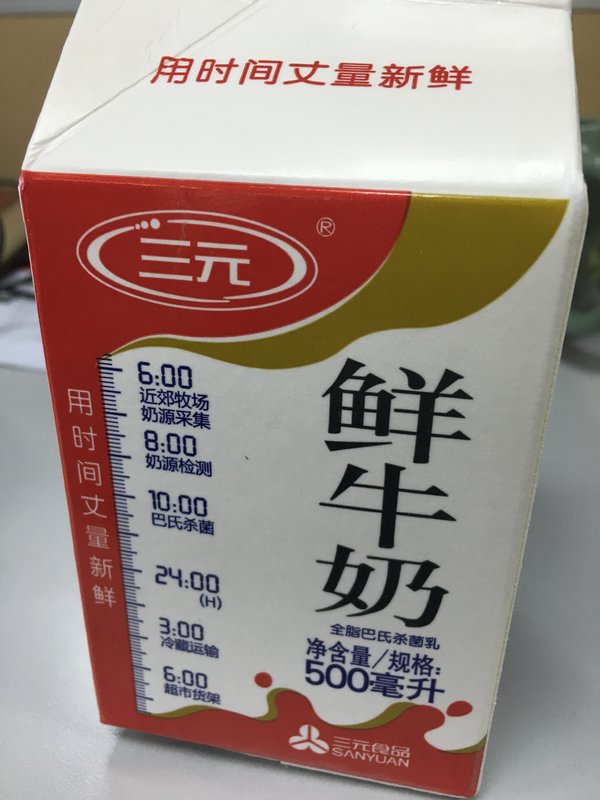 用时间丈量新鲜
三元®
用时间丈量新鲜
6:00
近郊牧场
奶源采集
8:00
奶源检测
10:00
巴氏杀菌
24:00
(H)
3:00
冷藏运输
6:00
超市货架
鲜牛奶
全脂巴氏杀菌乳
净含量/规格:
500毫升
三元食品
SANYUAN